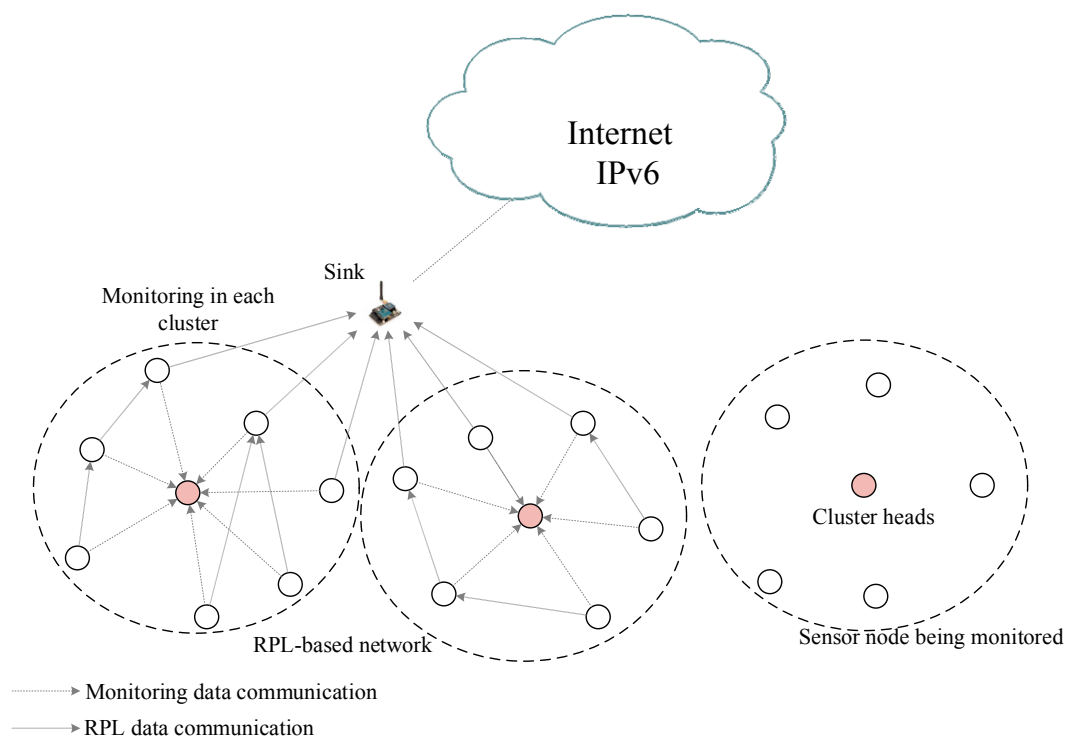 Internet
IPv6
Sink
Monitoring in each
cluster
Cluster heads
RPL-based network
Sensor node being monitored
Monitoring data communication
RPL data communication